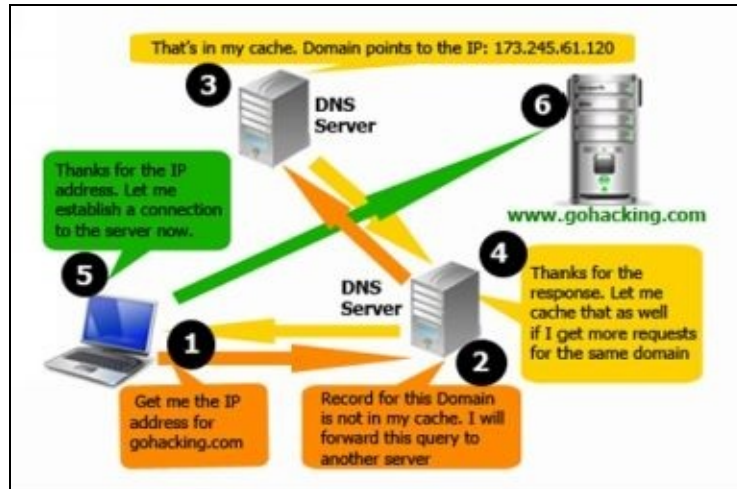 That's in my cache. Domain points to the IP: 173.245.61.120
3
DNS
Server
6
www.gohacking.com
Thanks for the IP
address. Let me
establish a connection
to the server now.
5
4
Thanks for the
response. Let me
cache that as well
if I get more requests
for the same domain
DNS
Server
1
Get me the IP
address for
gohacking.com
2
Record for this Domain
is not in my cache. I will
forward this query to
another server